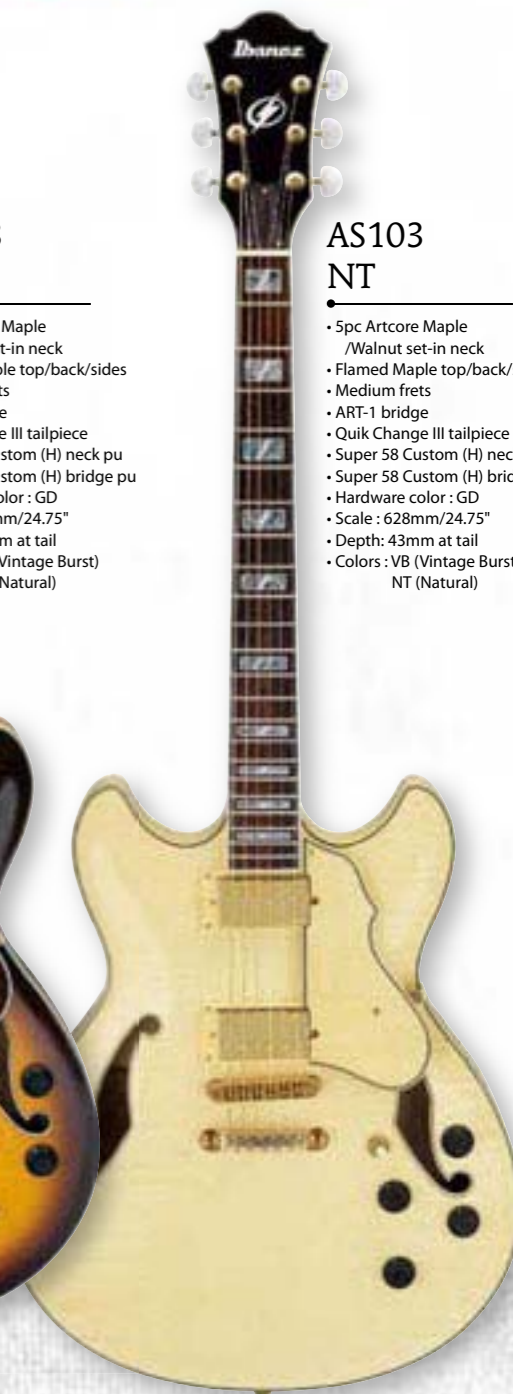 Ibanez
Maple
t-in neck
ple top/back/sides
ts
e
e III tailpiece
ustom (H) neck pu
ustom (H) bridge pu
olor : GD
m/24.75"
m at tail
Vintage Burst)
Natural)
AS103
NT
• 5pc Artcore Maple
/Walnut set-in neck
• Flamed Maple top/back/
• Medium frets
• ART-1 bridge
• Quik Change III tailpiece
• Super 58 Custom (H) nec
• Super 58 Custom (H) brid
• Hardware color : GD
• Scale : 628mm/24.75"
• Depth: 43mm at tail
• Colors : VB (Vintage Burst
NT (Natural)